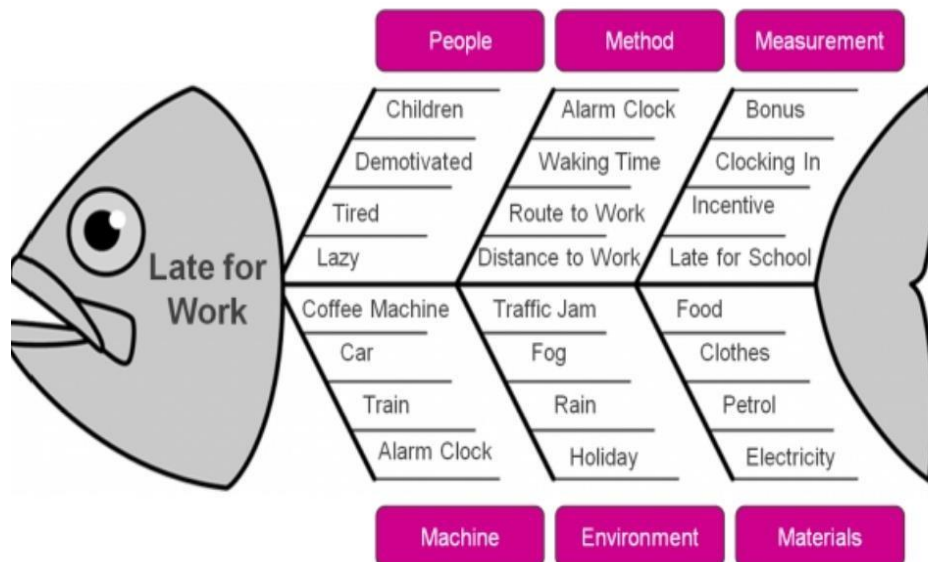 People
Method
Measurement
Children
Alarm Clock
Bonus
Demotivated
Waking Time
Clocking In
Tired
Route to Work
Incentive
Lazy
Distance to Work
Late for School
Late for
Work
Coffee Machine
Traffic Jam
Food
Car
Fog
Clothes
Train
Rain
Petrol
Alarm Clock
Holiday
Electricity
Machine
Environment
Materials